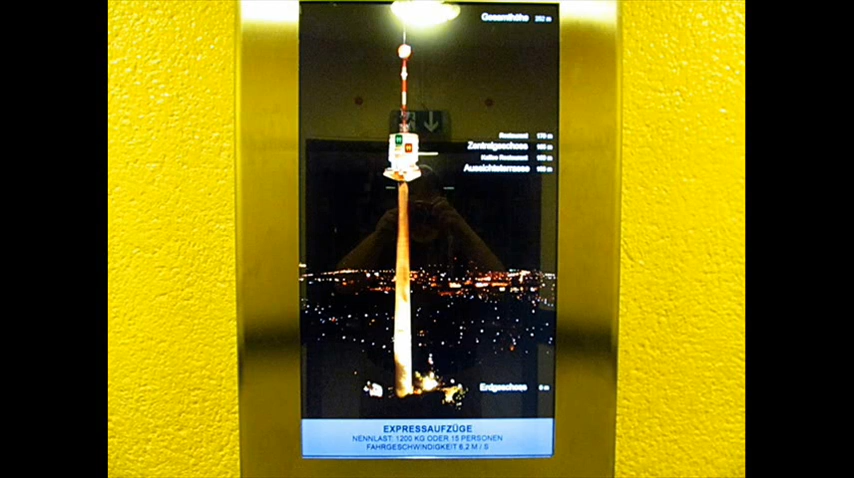 Gesamthöhe 252 m
Restaurant 170 m
Zentralgeschoss 165 m
Kaffee Restaurant 160 m
Aussichtsterrasse 155 m
Erdgeschoss 0 m
EXPRESSAUFZÜGE
NENNLAST: 1200 KG ODER 15 PERSONEN
FAHRGESCHWINDIGKEIT 6.2 M / S